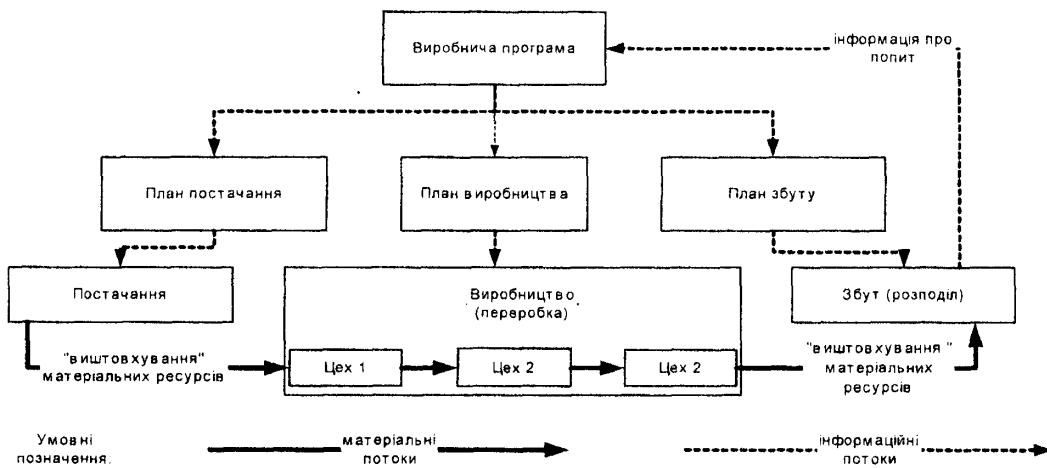 Виробнича програма
інформація про
попит
План постачання
План виробництва
План збуту
Постачання
Виробництво
(переробка)
Збут (розподіл)
"виштовхування"
матеріальних ресурсів
Цех 1
Цех 2
Цех 2
"виштовхування "
матеріальних
ресурсів
Умовні
позначення.
матеріальні
потоки
інформаційні
потоки